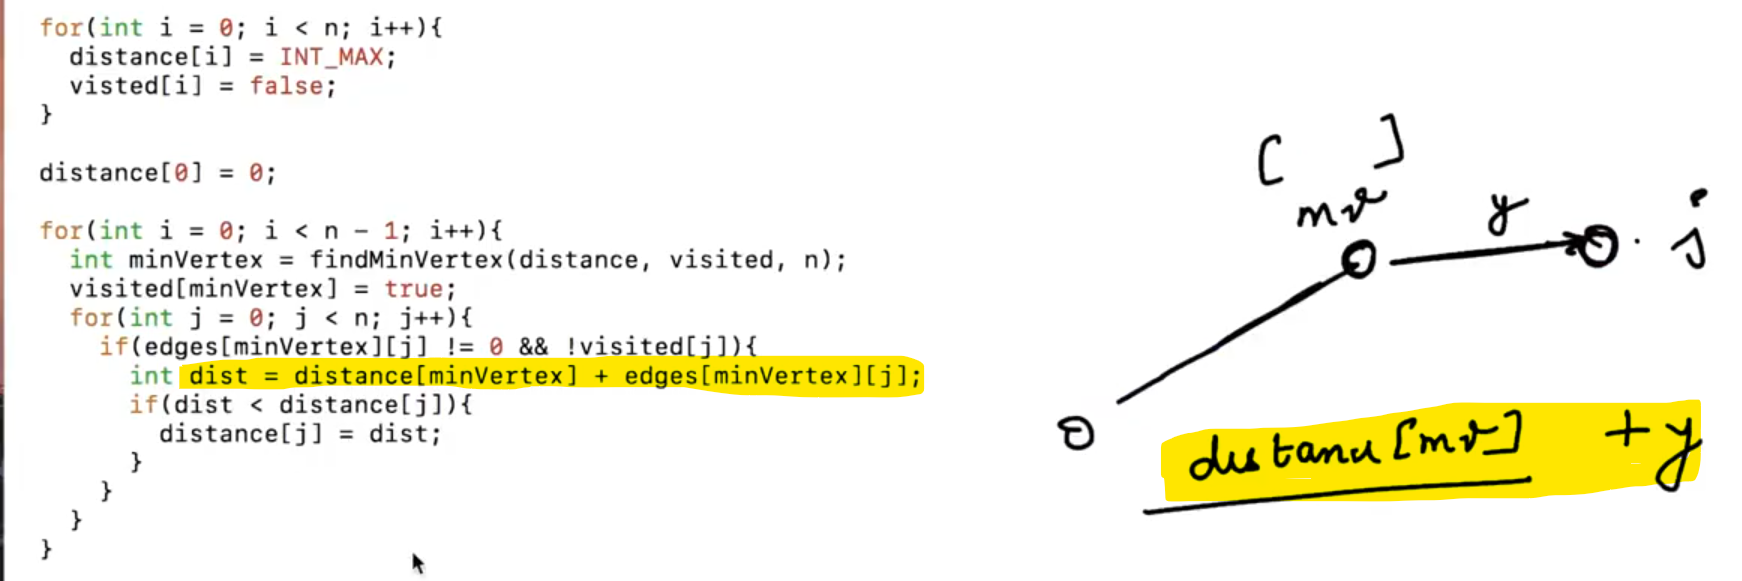 for(int i = 0; i < n; i++){
distance[i] = INT_MAX;
visted[i] = false;
}
distance[0] = 0;
for(int i = 0; i < n - 1; i++){
int minVertex = findMinVertex(distance, visited, n);
visited[minVertex] = true;
for(int j = 0; j < n; j++){
if(edges[minVertex][j] != 0 && !visited[j]){
int dist = distance[minVertex] + edges[minVertex][j];
if(dist < distance[j]){
distance[j] = dist;
}
}
}
}
[ ]
mv
y
j
0
distance[mv] + y